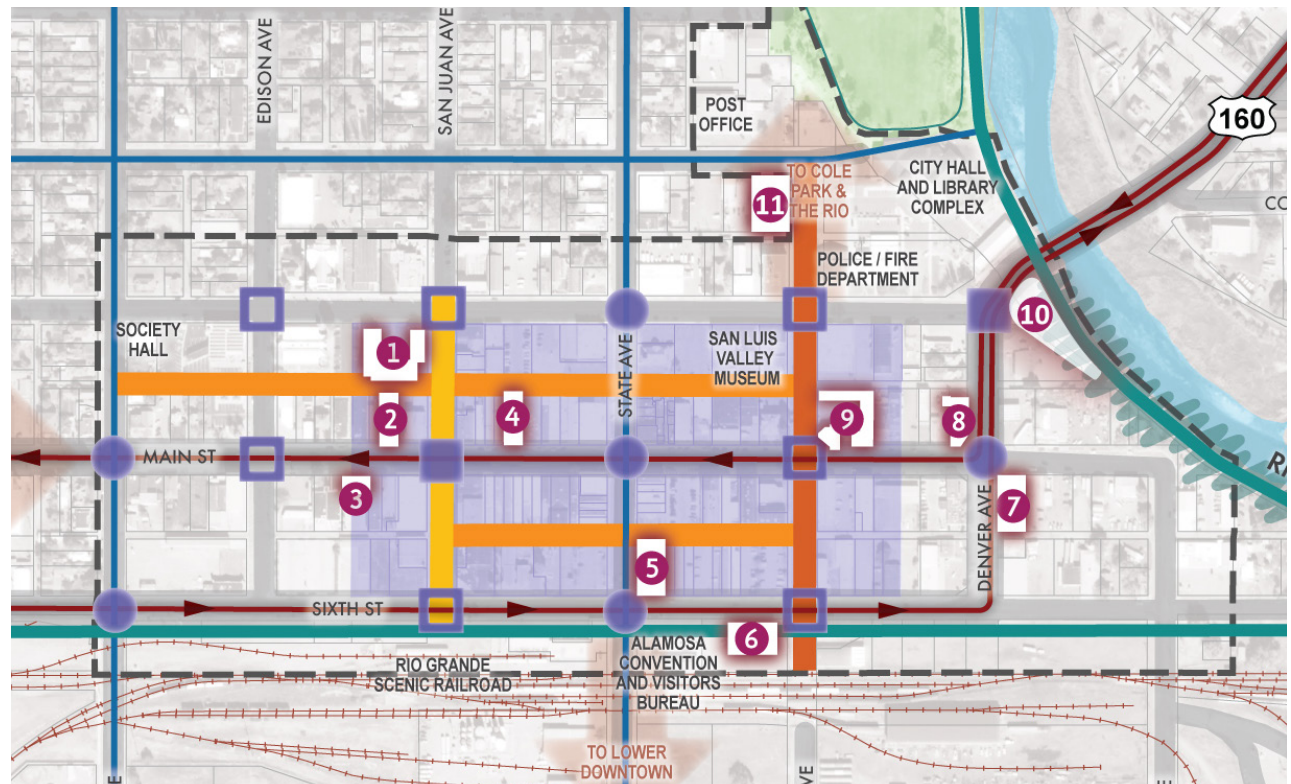 EDISON AVE
SAN JUAN AVE
POST
OFFICE
160
TO COLE
PARK &
THE RIO
CITY HALL
AND LIBRARY
COMPLEX
CO
11
POLICE / FIRE
DEPARTMENT
SOCIETY
HALL
1
STATE AVE
SAN LUIS
VALLEY
MUSEUM
10
2
4
9
8
MAIN ST
RI
3
DENVER AVE
7
5
SIXTH ST
6
ALAMOSA
CONVENTION
AND VISITORS
BUREAU
RIO GRANDE
SCENIC RAILROAD
TO LOWER
DOWNTOWN
E
VE
E